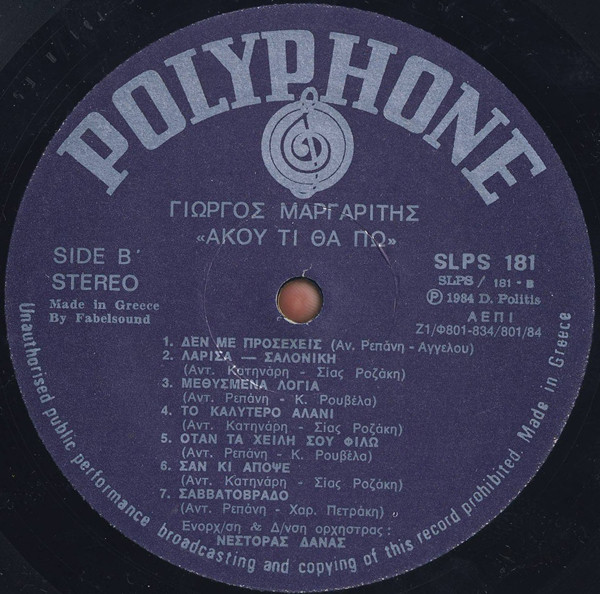 POLYPHONE
ΓΙΩΡΓΟΣ ΜΑΡΓΑΡΙΤΗΣ
«ΑΚΟΥ ΤΙ ΘΑ ΠΩ»
SIDE B
STEREO
Made in Greece
By Fabelsound
SLPS 181
SLPS / 181 - B
Ⓟ 1984 D. Politis
ΑΕΠΙ
Ζ1/Φ801-834/801/84
1. ΔΕΝ ΜΕ ΠΡΟΣΕΧΕΙΣ (Αν. Ρεπάνη - Αγγελου)
2. ΛΑΡΙΣΑ — ΣΑΛΟΝΙΚΗ
(Αντ. Κατηνάρη - Σίας Ροζάκη)
3. ΜΕΘΥΣΜΕΝΑ ΛΟΓΙΑ
(Αντ. Ρεπάνη - Κ. Ρουβέλα)
4. ΤΟ ΚΑΛΥΤΕΡΟ ΑΛΑΝΙ
(Αντ. Κατηνάρη - Σίας Ροζάκη)
5. ΟΤΑΝ ΤΑ ΧΕΙΛΗ ΣΟΥ ΦΙΛΩ
(Αντ. Ρεπάνη - Κ. Ρουβέλα)
6. ΣΑΝ ΚΙ ΑΠΟΨΕ
(Αντ. Κατηνάρη - Σίας Ροζάκη)
7. ΣΑΒΒΑΤΟΒΡΑΔΟ
(Αντ. Ρεπάνη - Χαρ. Πετράκη)
Ενορχ/ση & Δ/νση ορχήστρας :
ΝΕΣΤΟΡΑΣ ΔΑΝΑΣ
Unauthorised public performance broadcasting and copying of this record prohibited. Made in Greece